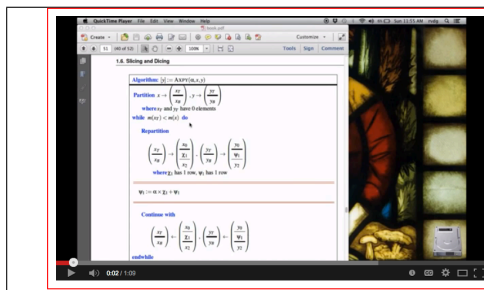 QuickTime Player File Edit View Window Help
Sun 11:55 AM rvdg
book.pdf
Create
Customize
51 (40 of 53) 100%
Tools Sign Comment
1.6. Slicing and Dicing
Algorithm: [y] := AXPY(α,x,y)
Partition x → (xT / xB), y → (yT / yB)
where xT and yT have 0 elements
while m(xT) < m(x) do
Repartition
(xT / xB) → (x0 / χ1 / x2), (yT / yB) → (y0 / ψ1 / y2)
where χ1 has 1 row, ψ1 has 1 row
ψ1 := α × χ1 + ψ1
Continue with
(xT / xB) ← (x0 / χ1 / x2), (yT / yB) ← (y0 / ψ1 / y2)
endwhile
0:02 / 1:09